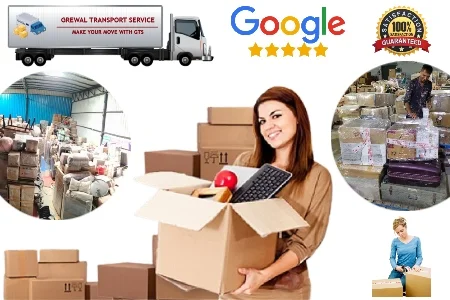 GREWAL TRANSPORT SERVICE
MAKE YOUR MOVE WITH GTS
Google
SATISFACTION
100%
GUARANTEED